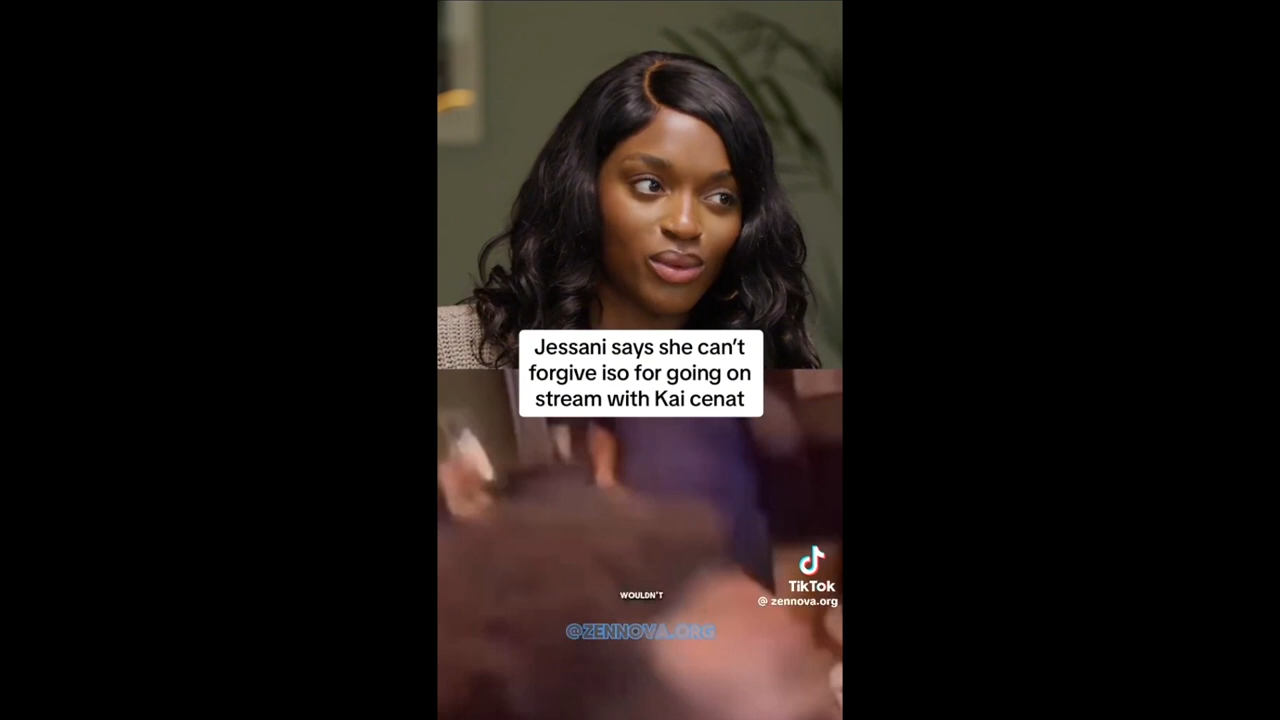 Jessani says she can't
forgive iso for going on
stream with Kai cenat
WOULDN'T
TikTok
@ zennova.org
@ZENNOVA.ORG